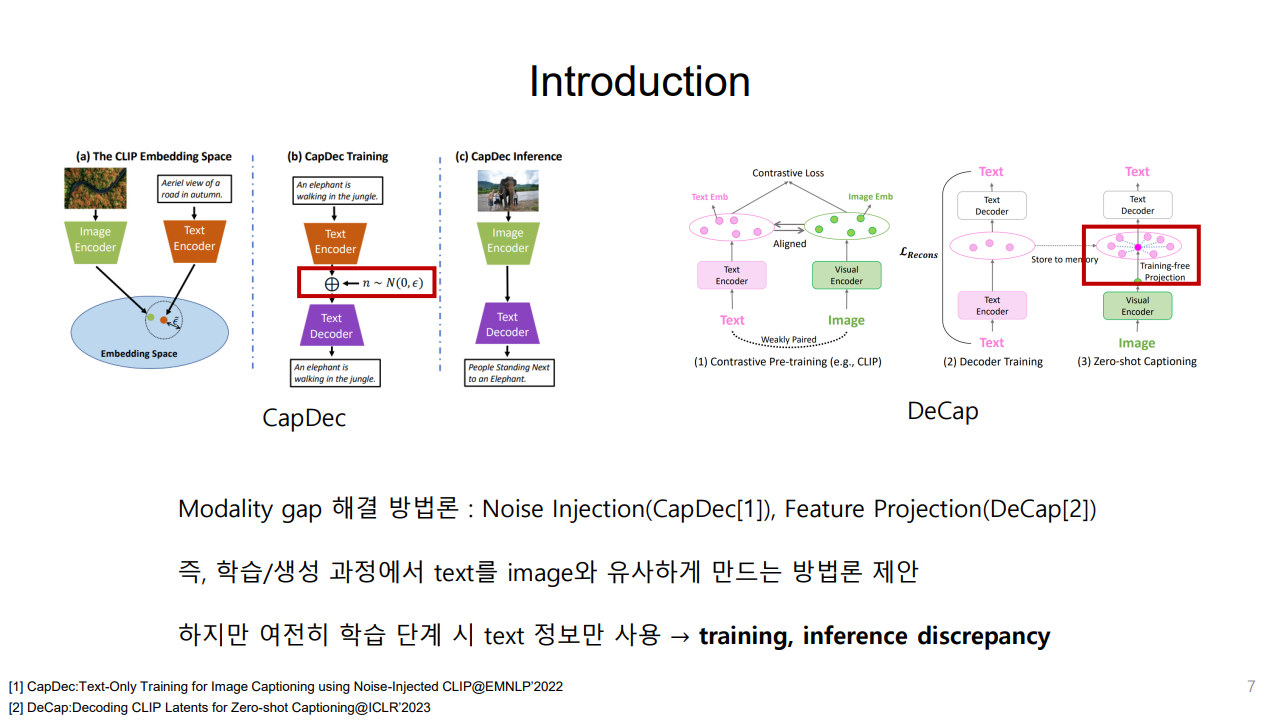 Introduction
(a) The CLIP Embedding Space
Aeriel view of a
road in autumn.
Image
Encoder
Text
Encoder
ε
Embedding Space
(b) CapDec Training
An elephant is
walking in the jungle.
Text
Encoder
n ~ N(0, ϵ)
Text
Decoder
An elephant is
walking in the jungle.
(c) CapDec Inference
Image
Encoder
Text
Decoder
People Standing Next
to an Elephant.
CapDec
Contrastive Loss
Text Emb
Image Emb
Aligned
Text
Encoder
Visual
Encoder
Text
Image
Weakly Paired
(1) Contrastive Pre-training (e.g., CLIP)
Text
Text
Decoder
ℒRecons
Store to memory
Text
Encoder
Text
(2) Decoder Training
Text
Text
Decoder
Training-free
Projection
Visual
Encoder
Image
(3) Zero-shot Captioning
DeCap
Modality gap 해결 방법론 : Noise Injection(CapDec[1]), Feature Projection(DeCap[2])
즉, 학습/생성 과정에서 text를 image와 유사하게 만드는 방법론 제안
하지만 여전히 학습 단계 시 text 정보만 사용 → training, inference discrepancy
[1] CapDec:Text-Only Training for Image Captioning using Noise-Injected CLIP@EMNLP'2022
[2] DeCap:Decoding CLIP Latents for Zero-shot Captioning@ICLR'2023
7